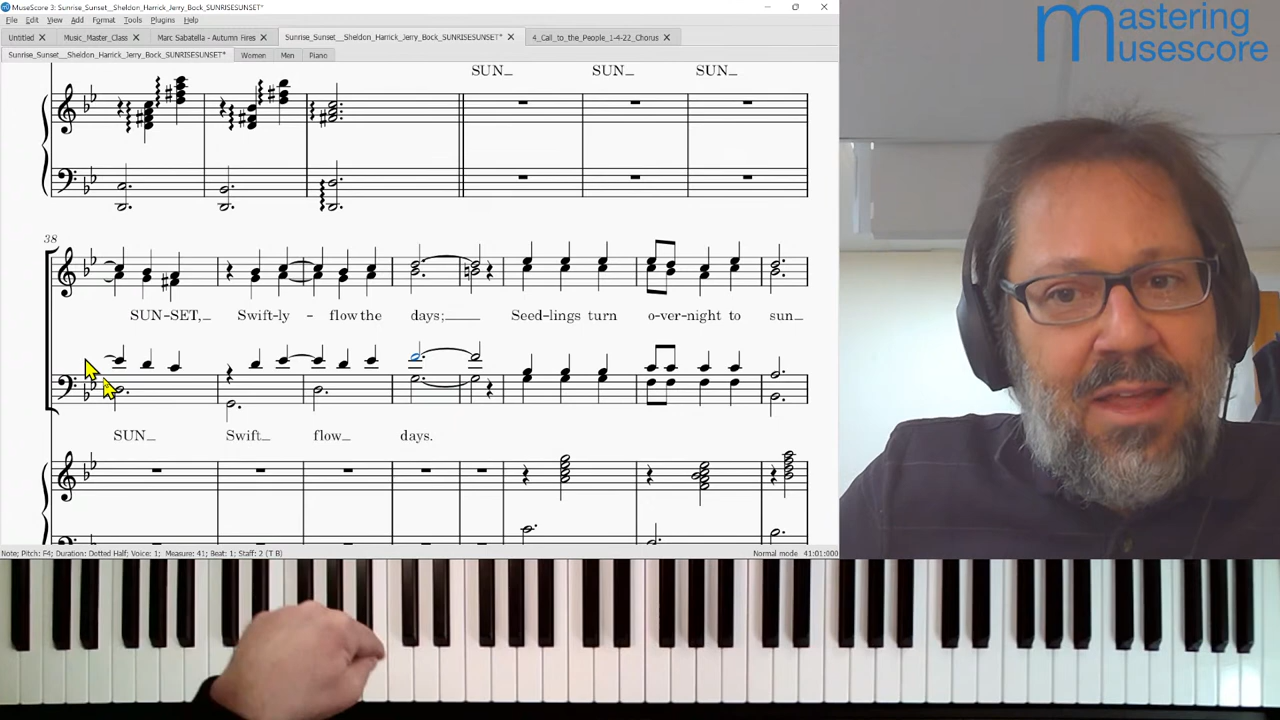 MuseScore 3: Sunrise_Sunset__Sheldon_Harrick_Jerry_Bock_SUNRISESUNSET*
File Edit View Add Format Tools Plugins Help
Untitled Music_Master_Class Marc Sabatella - Autumn Fires Sunrise_Sunset__Sheldon_Harrick_Jerry_Bock_SUNRISESUNSET* 4_Call_to_the_People_1-4-22_Chorus
Sunrise_Sunset__Sheldon_Harrick_Jerry_Bock_SUNRISESUNSET* Women Men Piano
SUN_ SUN_ SUN_
38
SUN-SET,_ Swift-ly - flow the days;___ Seed-lings turn o-ver-night to sun_
SUN_ Swift_ flow_ days.
Note; Pitch: F4; Duration: Dotted Half; Voice: 1; Measure: 41; Beat: 1; Staff: 2 (T B) Normal mode 41:01:000
Mastering
Musescore